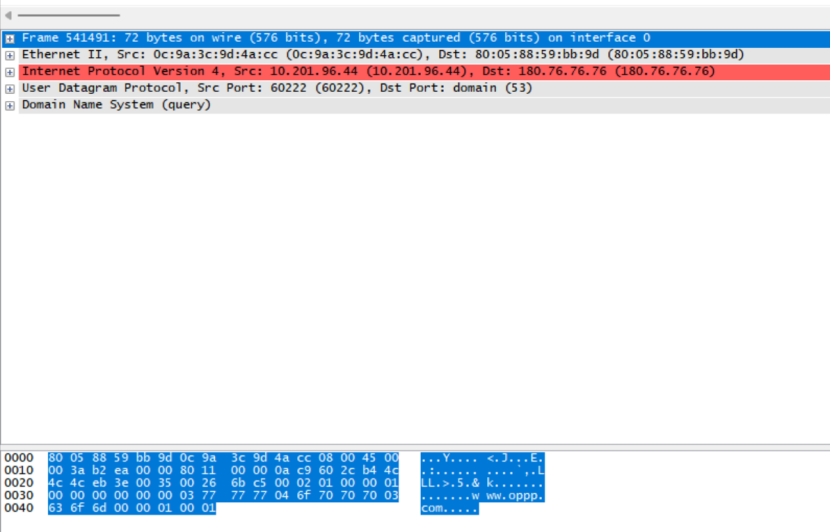 Frame 541491: 72 bytes on wire (576 bits), 72 bytes captured (576 bits) on interface 0
Ethernet II, Src: 0c:9a:3c:9d:4a:cc (0c:9a:3c:9d:4a:cc), Dst: 80:05:88:59:bb:9d (80:05:88:59:bb:9d)
Internet Protocol Version 4, Src: 10.201.96.44 (10.201.96.44), Dst: 180.76.76.76 (180.76.76.76)
User Datagram Protocol, Src Port: 60222 (60222), Dst Port: domain (53)
Domain Name System (query)
0000 80 05 88 59 bb 9d 0c 9a 3c 9d 4a cc 08 00 45 00 ...Y.... <.J...E.
0010 00 3a b2 ea 00 00 80 11 00 00 0a c9 60 2c b4 4c .:...... ....`,.L
0020 4c 4c eb 3e 00 35 00 26 6b c5 00 02 01 00 00 01 LL.>.5.& k.......
0030 00 00 00 00 00 00 03 77 77 77 04 6f 70 70 70 03 .......w ww.oppp.
0040 63 6f 6d 00 00 01 00 01 com.....